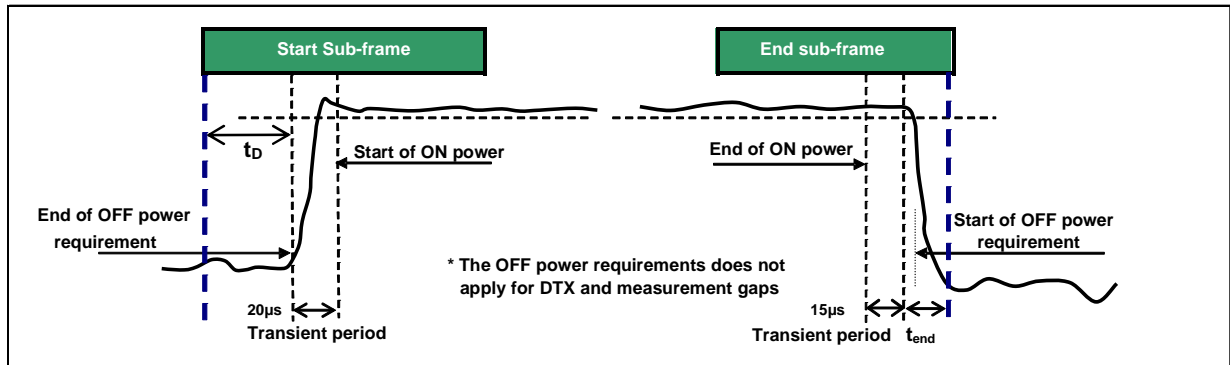 Start Sub-frame
End sub-frame
tD
Start of ON power
End of ON power
End of OFF power
requirement
Start of OFF power
requirement
* The OFF power requirements does not
apply for DTX and measurement gaps
20µs
Transient period
15µs
Transient period
tend